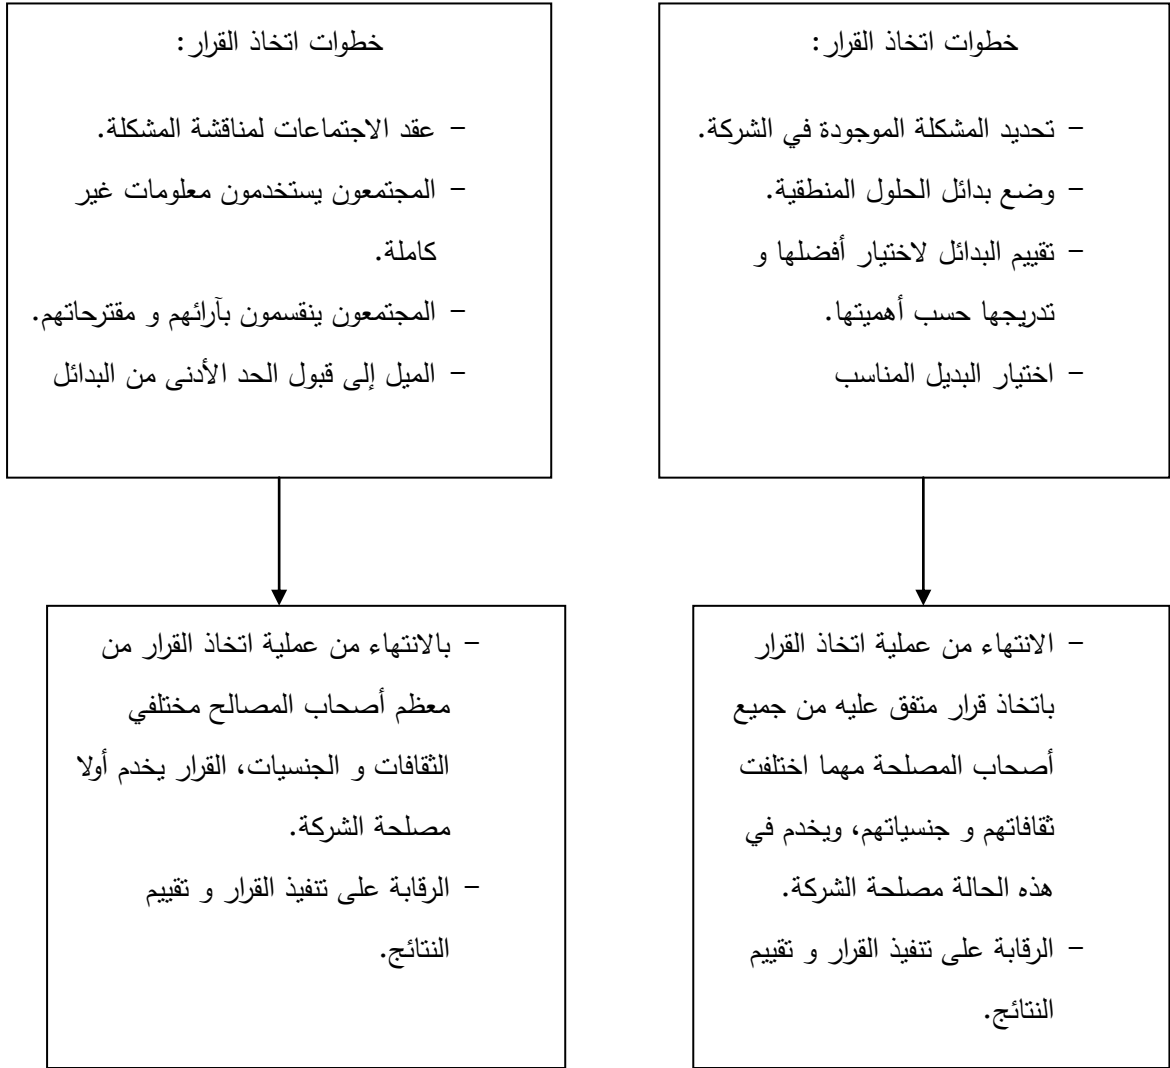 خطوات اتخاذ القرار:
- تحديد المشكلة الموجودة في الشركة.
- وضع بدائل الحلول المنطقية.
- تقييم البدائل لاختيار أفضلها و
تدريجها حسب أهميتها.
- اختيار البديل المناسب
خطوات اتخاذ القرار:
- عقد الاجتماعات لمناقشة المشكلة.
- المجتمعون يستخدمون معلومات غير
كاملة.
- المجتمعون ينقسمون بآرائهم و مقترحاتهم.
- الميل إلى قبول الحد الأدنى من البدائل
- الانتهاء من عملية اتخاذ القرار
باتخاذ قرار متفق عليه من جميع
أصحاب المصلحة مهما اختلفت
ثقافاتهم و جنسياتهم، ويخدم في
هذه الحالة مصلحة الشركة.
- الرقابة على تنفيذ القرار و تقييم
النتائج.
- بالانتهاء من عملية اتخاذ القرار من
معظم أصحاب المصالح مختلفي
الثقافات و الجنسيات، القرار يخدم أولا
مصلحة الشركة.
- الرقابة على تنفيذ القرار و تقييم
النتائج.